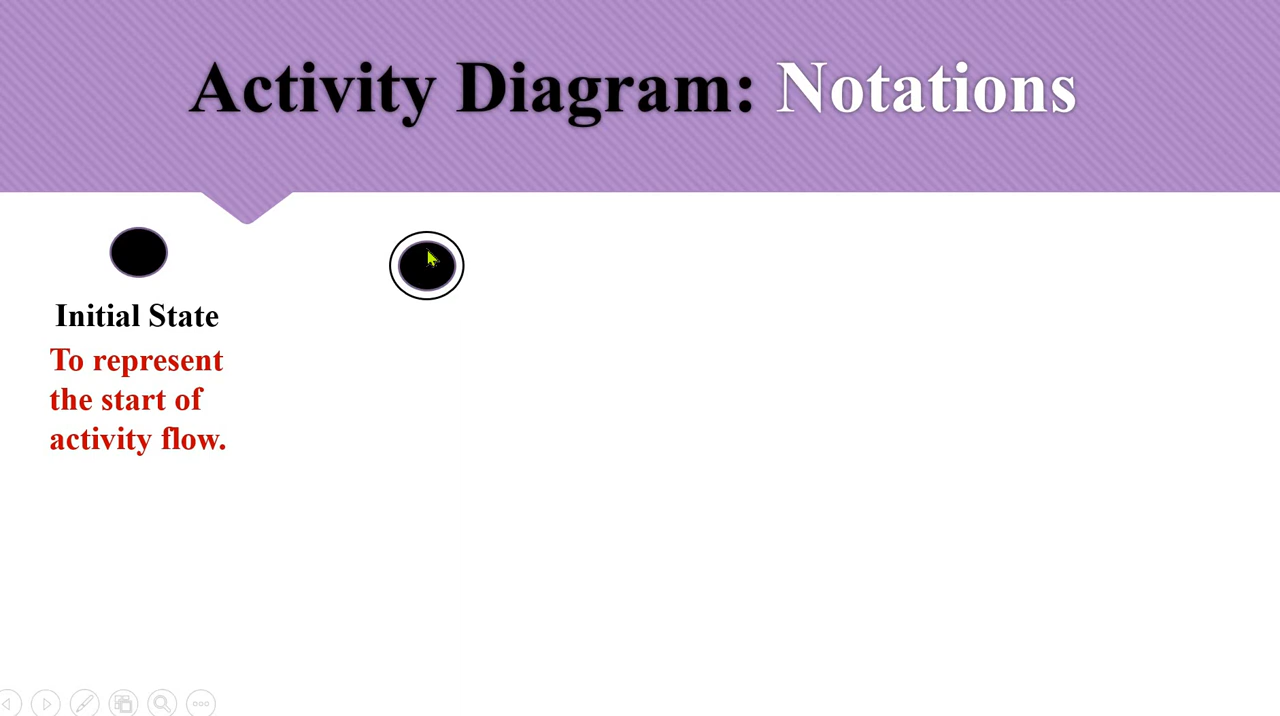 Activity Diagram: Notations
Initial State
To represent
the start of
activity flow.